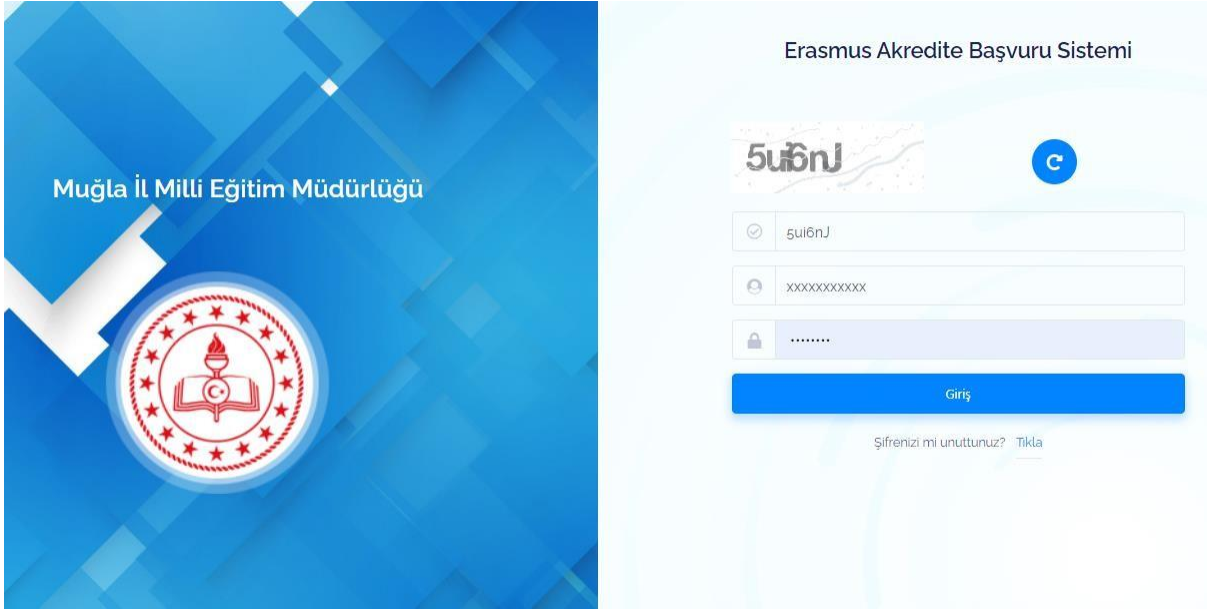 Muğla İl Milli Eğitim Müdürlüğü
Erasmus Akredite Başvuru Sistemi
5ui6nJ
5ui6nJ
xxxxxxxxxxx
••••••••
Giriş
Şifrenizi mi unuttunuz? Tıkla